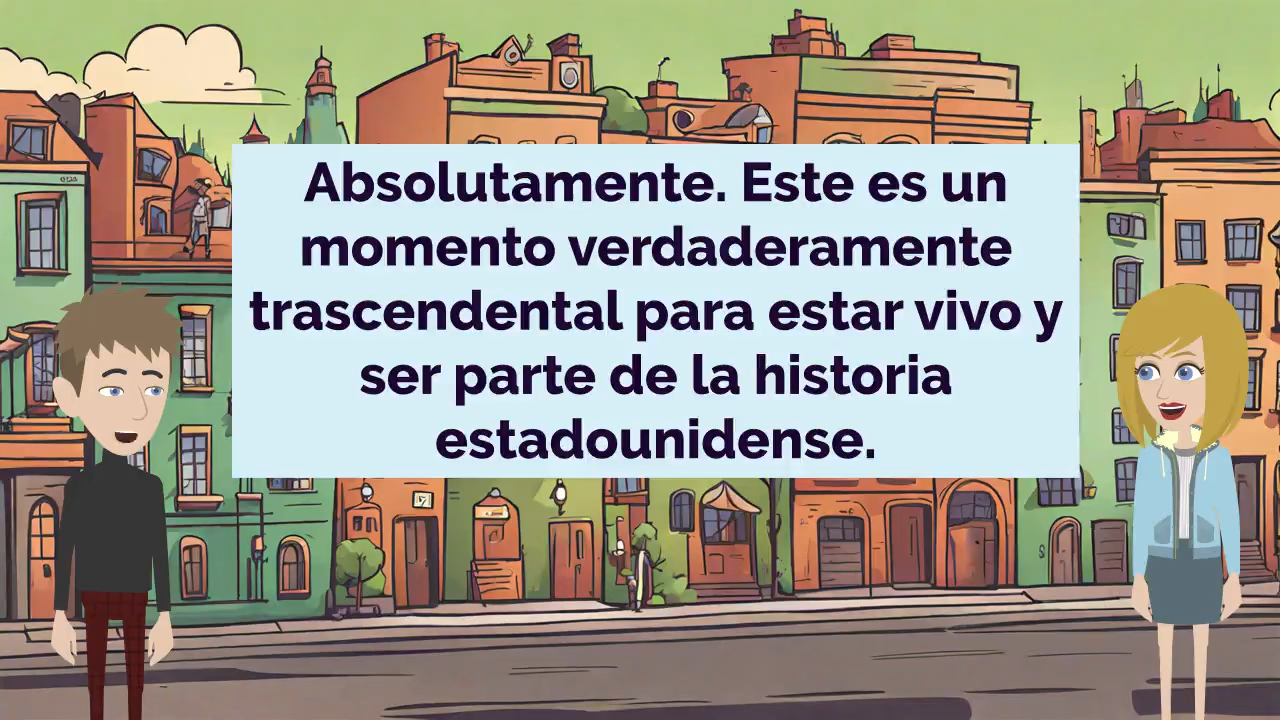 Absolutamente. Este es un
momento verdaderamente
trascendental para estar vivo y
ser parte de la historia
estadounidense.